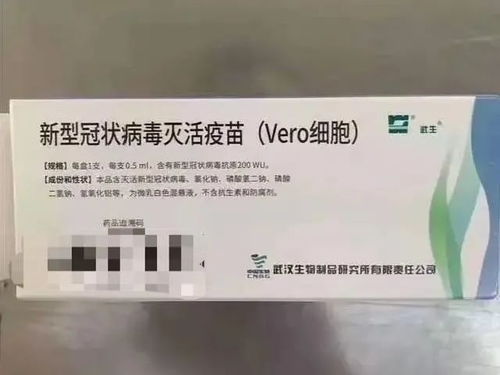 武生®
新型冠状病毒灭活疫苗（Vero细胞）
【规格】每盒1支，每支0.5 ml，含有新型冠状病毒抗原200 WU。
【成份和性状】本品含灭活新型冠状病毒、氯化钠、磷酸氢二钠、磷酸
二氢钠、氢氧化铝等，为微乳白色混悬液，不含抗生素和防腐剂。
药品追溯码
中国生物
CNBG
武汉生物制品研究所有限责任公司